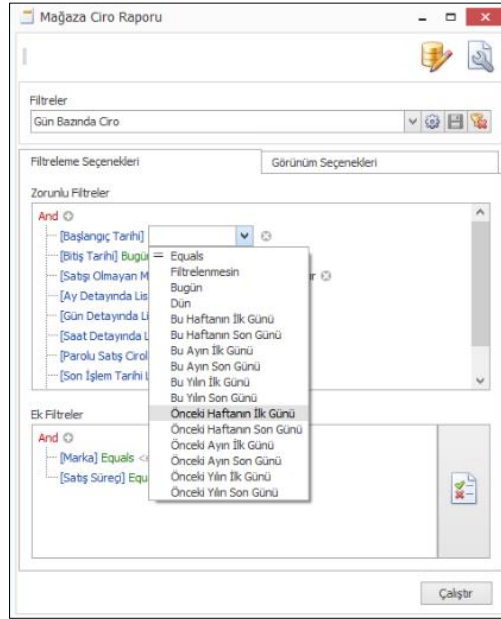 Mağaza Ciro Raporu
Filtreler
Gün Bazında Ciro
Filtreleme Seçenekleri
Görünüm Seçenekleri
Zorunlu Filtreler
And
[Başlangıç Tarihi]
[Bitiş Tarihi] Bugün
[Satışı Olmayan M
[Ay Detayında Lis
[Gün Detayında Li
[Saat Detayında L
[Parolu Satış Cirol
[Son İşlem Tarihi L
= Equals
Filtrelenmesin
Bugün
Dün
Bu Haftanın İlk Günü
Bu Haftanın Son Günü
Bu Ayın İlk Günü
Bu Ayın Son Günü
Bu Yılın İlk Günü
Bu Yılın Son Günü
Önceki Haftanın İlk Günü
Önceki Haftanın Son Günü
Önceki Ayın İlk Günü
Önceki Ayın Son Günü
Önceki Yılın İlk Günü
Önceki Yılın Son Günü
Ek Filtreler
And
[Marka] Equals
[Satış Süreci] Equ
Çalıştır